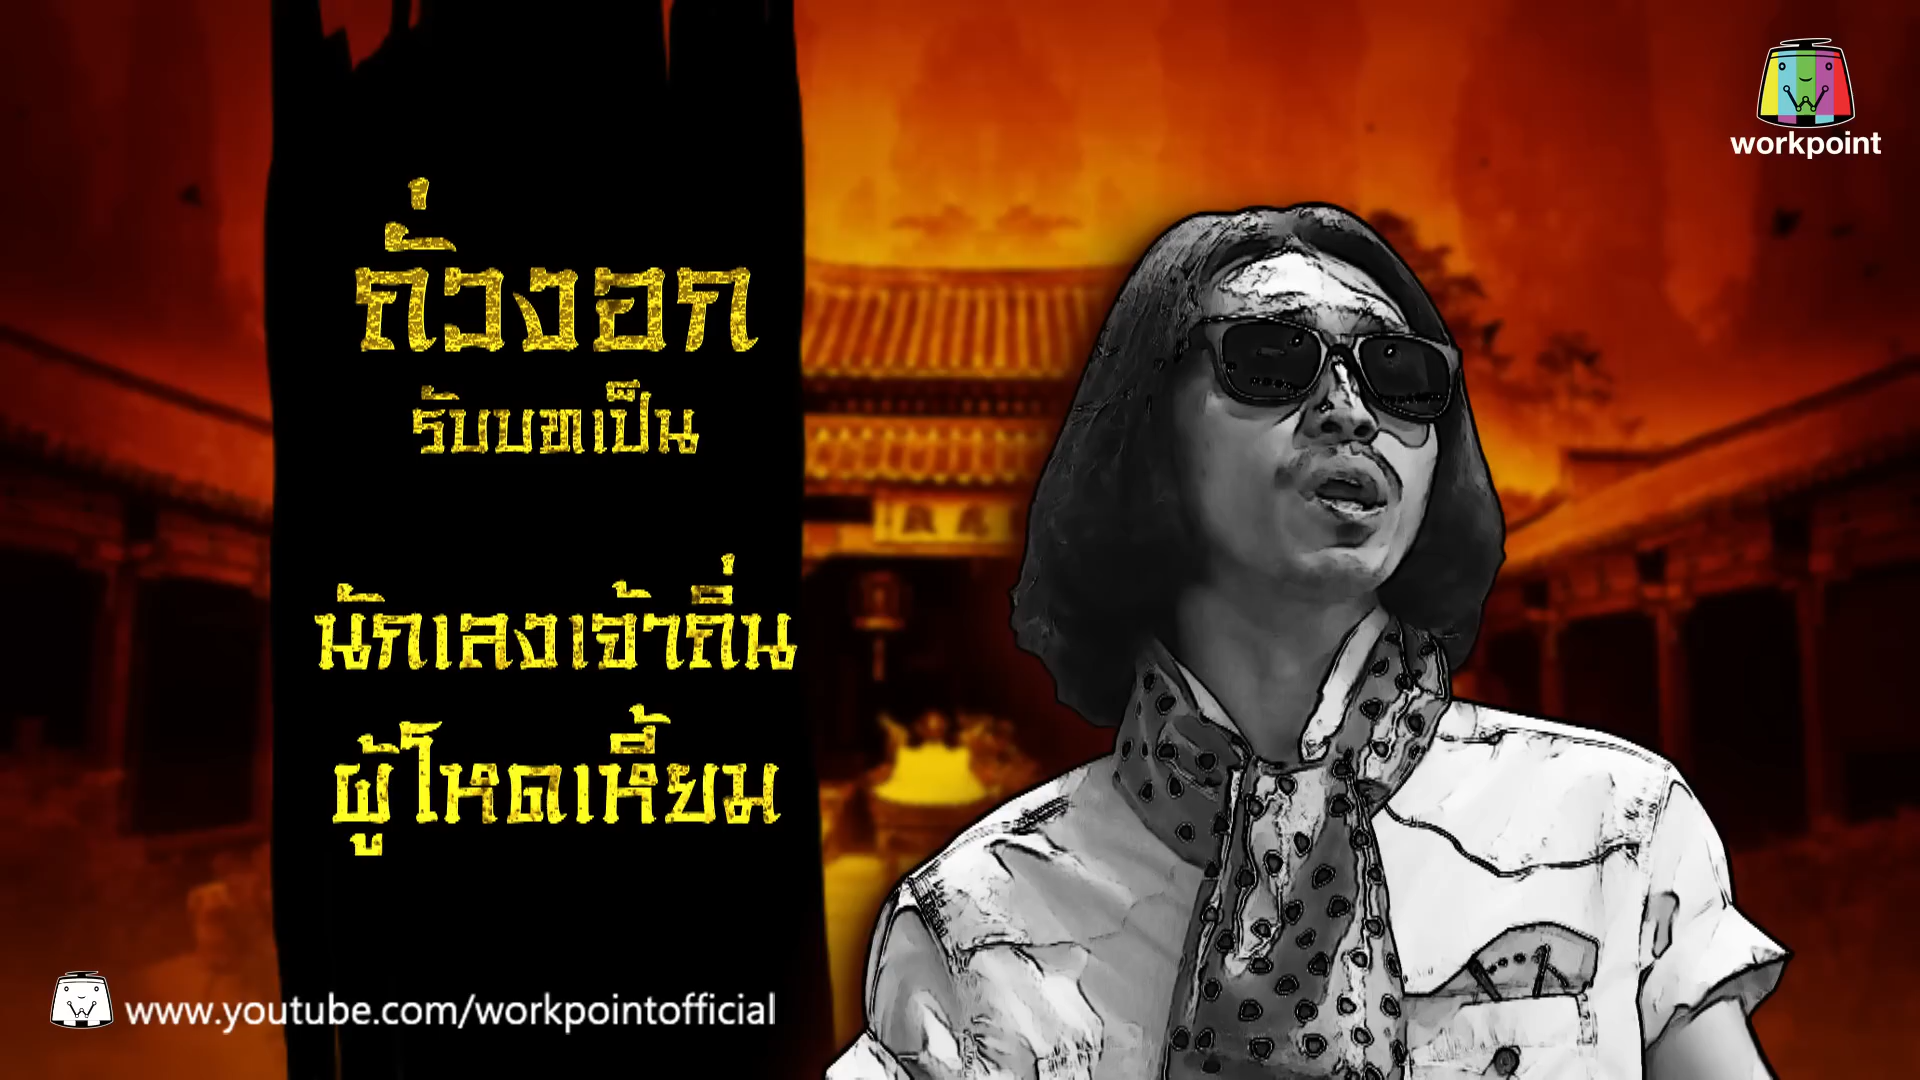 workpoint
ถั่วงอก
รับบทเป็น
นักเลงเจ้าถิ่น
ผู้โหดเหี้ยม
www.youtube.com/workpointofficial